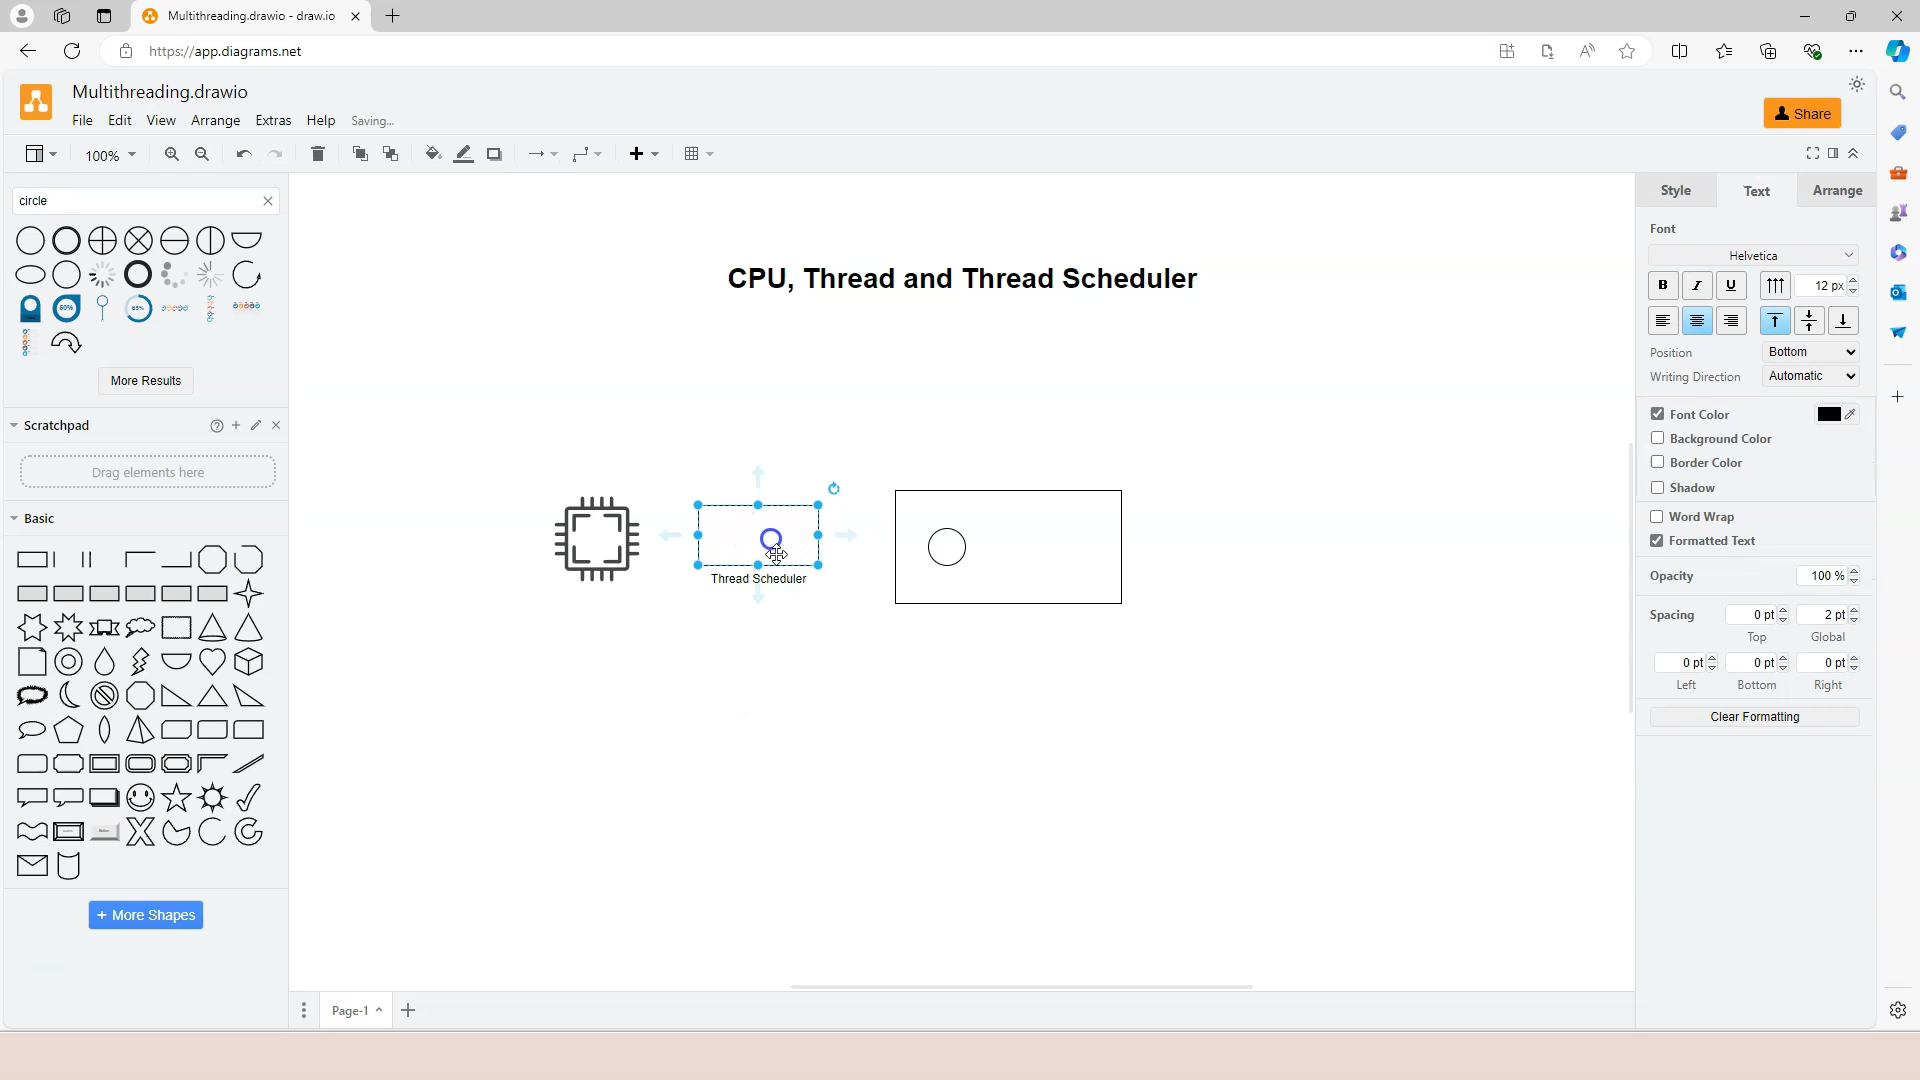 Multithreading.drawio - draw.io
https://app.diagrams.net
Multithreading.drawio
File Edit View Arrange Extras Help Saving...
Share
100%
circle
60%
65%
More Results
Scratchpad
Drag elements here
Basic
+ More Shapes
CPU, Thread and Thread Scheduler
Thread Scheduler
Page-1
Style Text Arrange
Font
Helvetica
B I U 12 px
Position Bottom
Writing Direction Automatic
Font Color
Background Color
Border Color
Shadow
Word Wrap
Formatted Text
Opacity 100 %
Spacing 0 pt 2 pt
Top Global
0 pt 0 pt 0 pt
Left Bottom Right
Clear Formatting